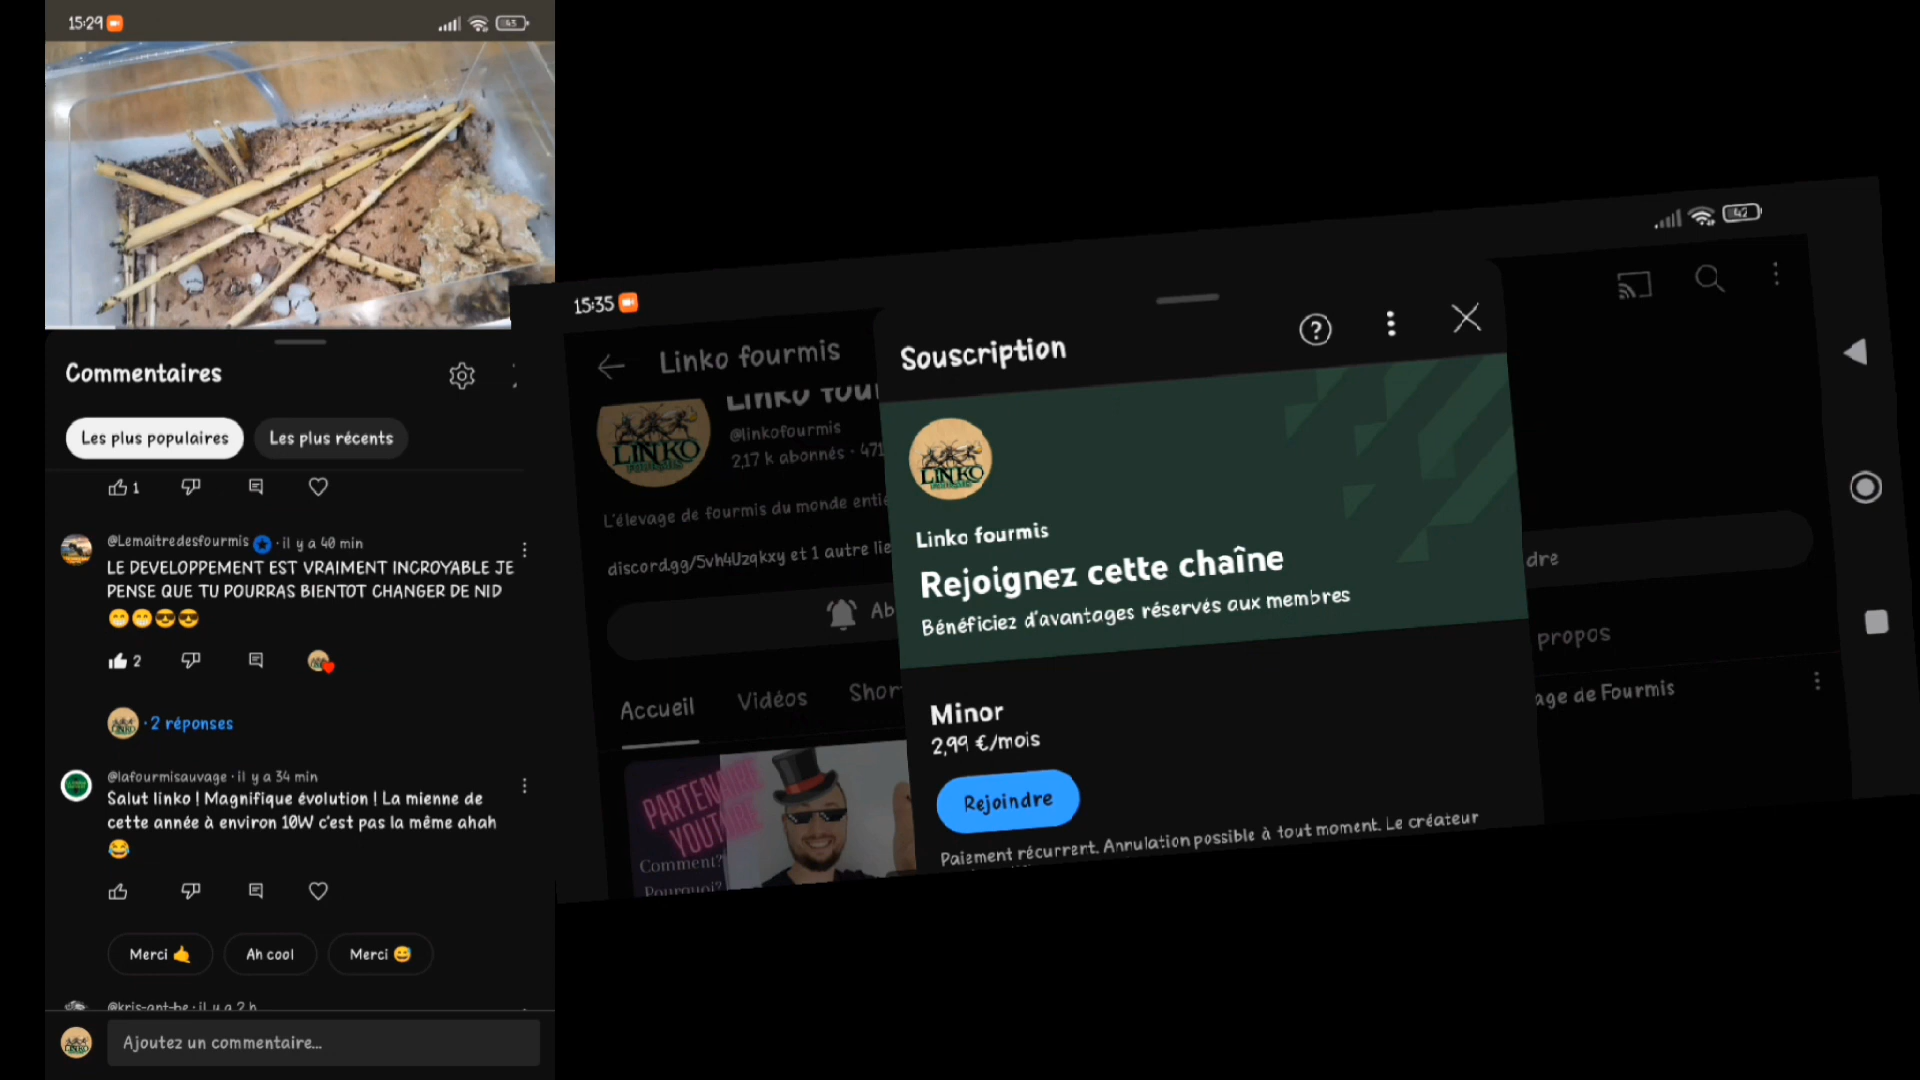 15:29
43
Commentaires
Les plus populaires
Les plus récents
1
@Lemaitredesfourmis · il y a 40 min
LE DEVELOPPEMENT EST VRAIMENT INCROYABLE JE
PENSE QUE TU POURRAS BIENTOT CHANGER DE NID
😁😁😎😎
2
· 2 réponses
@lafourmisauvage · il y a 34 min
Salut linko ! Magnifique évolution ! La mienne de
cette année à environ 10W c'est pas la même ahah
😂
Merci 🤙
Ah cool
Merci 😅
@kris-ant-be · il y a 2 h
Ajoutez un commentaire...
15:35
42
Linko fourmis
LINKO
FOURMIS
@linkofourmis
2,17 k abonnés · 471
L'élevage de fourmis du monde entie
discord.gg/5vh4Uzqkxy et 1 autre lie
Ab
Accueil
Vidéos
Shor
PARTENAIRE
YOUTUBE
Comment?
Pourquoi?
Souscription
LINKO
FOURMIS
Linko fourmis
Rejoignez cette chaîne
Bénéficiez d'avantages réservés aux membres
Minor
2,99 €/mois
Rejoindre
Paiement récurrent. Annulation possible à tout moment. Le créateur
dre
propos
age de Fourmis